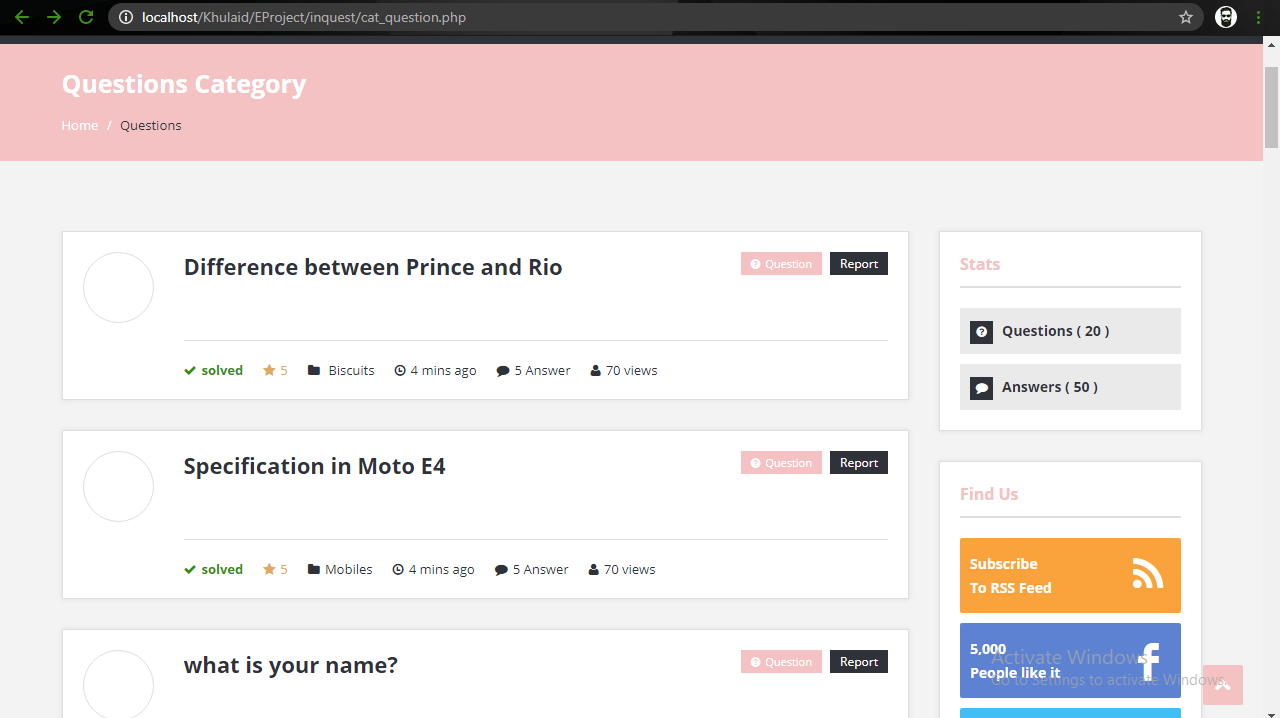 localhost/Khulaid/EProject/inquest/cat_question.php
Questions Category
Home / Questions
Difference between Prince and Rio
Question Report
solved 5 Biscuits 4 mins ago 5 Answer 70 views
Specification in Moto E4
Question Report
solved 5 Mobiles 4 mins ago 5 Answer 70 views
what is your name?
Question Report
Stats
Questions ( 20 )
Answers ( 50 )
Find Us
Subscribe
To RSS Feed
5,000
People like it
Activate Windows
Go to Settings to activate Windows.